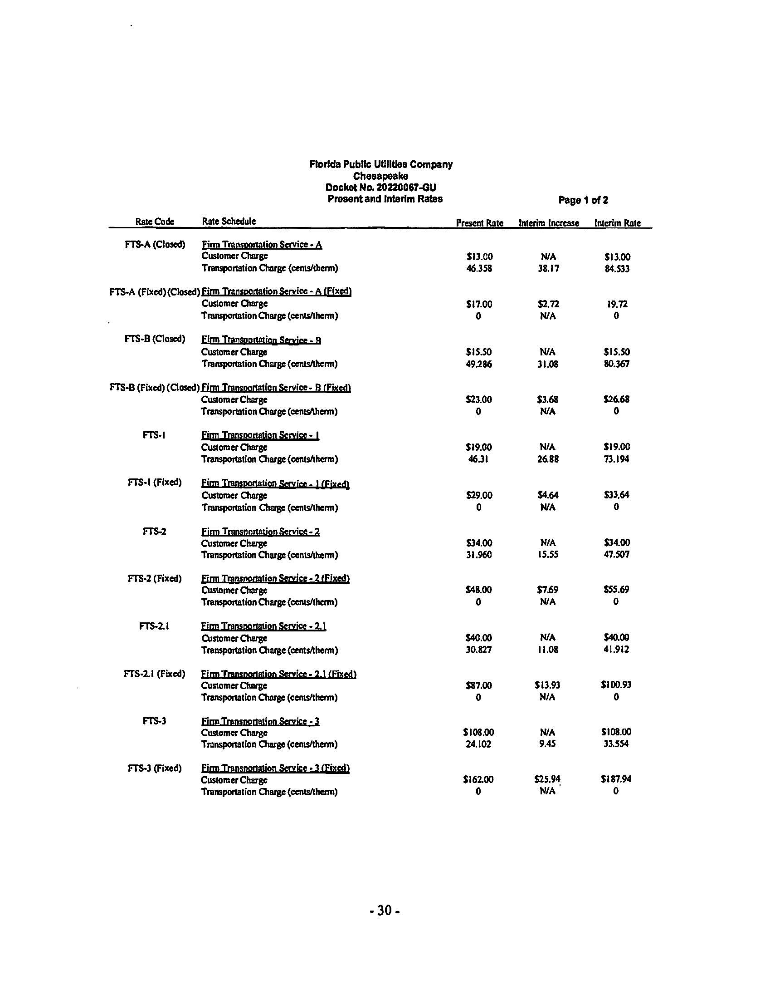 Florida Public Utilities Company
Chesapeake
Docket No. 20220067-GU
Present and Interim Rates Page 1 of 2
Rate Code Rate Schedule Present Rate Interim Increase Interim Rate
FTS-A (Closed) Firm Transportation Service - A
Customer Charge $13.00 N/A $13.00
Transportation Charge (cents/therm) 46.358 38.17 84.533
FTS-A (Fixed) (Closed) Firm Transportation Service - A (Fixed)
Customer Charge $17.00 $2.72 19.72
Transportation Charge (cents/therm) 0 N/A 0
FTS-B (Closed) Firm Transportation Service - B
Customer Charge $15.50 N/A $15.50
Transportation Charge (cents/therm) 49.286 31.08 80.367
FTS-B (Fixed) (Closed) Firm Transportation Service - B (Fixed)
Customer Charge $23.00 $3.68 $26.68
Transportation Charge (cents/therm) 0 N/A 0
FTS-1 Firm Transportation Service - 1
Customer Charge $19.00 N/A $19.00
Transportation Charge (cents/therm) 46.31 26.88 73.194
FTS-1 (Fixed) Firm Transportation Service - 1 (Fixed)
Customer Charge $29.00 $4.64 $33.64
Transportation Charge (cents/therm) 0 N/A 0
FTS-2 Firm Transportation Service - 2
Customer Charge $34.00 N/A $34.00
Transportation Charge (cents/therm) 31.960 15.55 47.507
FTS-2 (Fixed) Firm Transportation Service - 2 (Fixed)
Customer Charge $48.00 $7.69 $55.69
Transportation Charge (cents/therm) 0 N/A 0
FTS-2.1 Firm Transportation Service - 2.1
Customer Charge $40.00 N/A $40.00
Transportation Charge (cents/therm) 30.827 11.08 41.912
FTS-2.1 (Fixed) Firm Transportation Service - 2.1 (Fixed)
Customer Charge $87.00 $13.93 $100.93
Transportation Charge (cents/therm) 0 N/A 0
FTS-3 Firm Transportation Service - 3
Customer Charge $108.00 N/A $108.00
Transportation Charge (cents/therm) 24.102 9.45 33.554
FTS-3 (Fixed) Firm Transportation Service - 3 (Fixed)
Customer Charge $162.00 $25.94 $187.94
Transportation Charge (cents/therm) 0 N/A 0
- 30 -